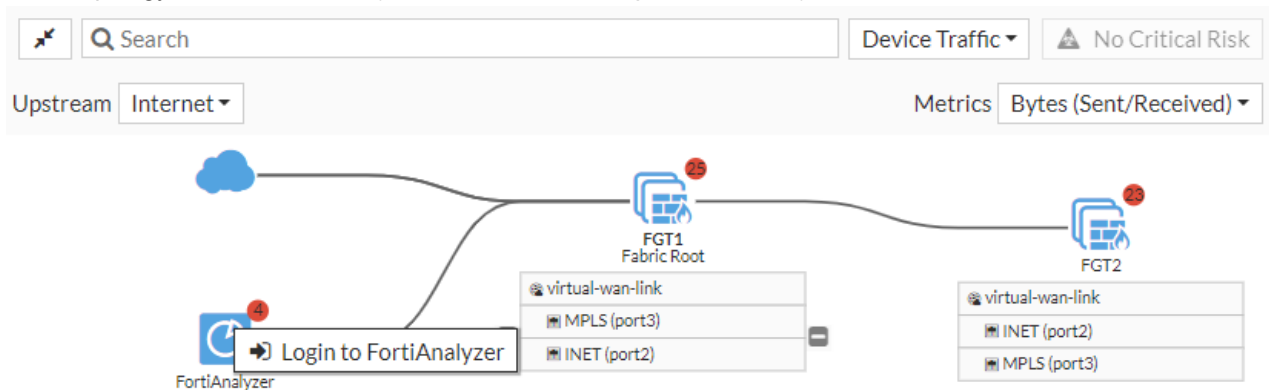 Search
Device Traffic
No Critical Risk
Upstream
Internet
Metrics
Bytes (Sent/Received)
25
FGT1
Fabric Root
virtual-wan-link
MPLS (port3)
INET (port2)
23
FGT2
virtual-wan-link
INET (port2)
MPLS (port3)
4
Login to FortiAnalyzer
FortiAnalyzer